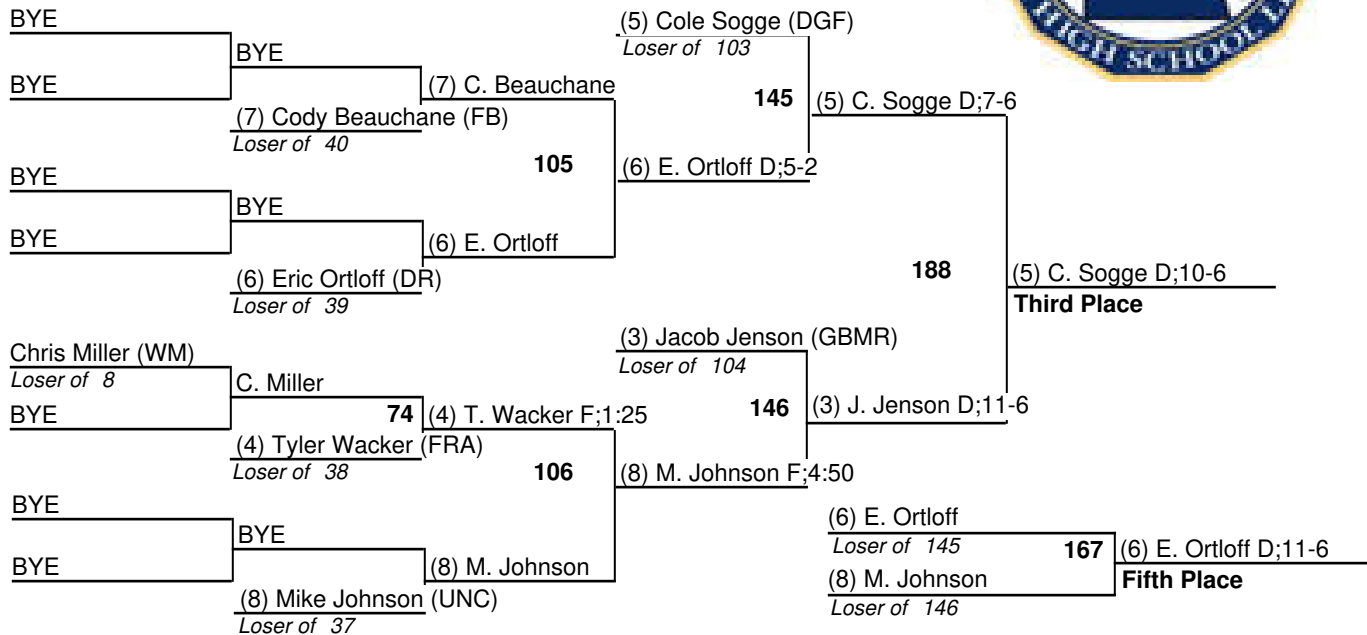 HIGH SCHOOL
BYE
BYE
BYE
(7) Cody Beauchane (FB)
Loser of 40
(7) C. Beauchane
BYE
BYE
BYE
(6) Eric Ortloff (DR)
Loser of 39
(6) E. Ortloff
105
(5) Cole Sogge (DGF)
Loser of 103
(6) E. Ortloff D;5-2
145
(5) C. Sogge D;7-6
Chris Miller (WM)
Loser of 8
BYE
C. Miller
(4) Tyler Wacker (FRA)
Loser of 38
74
(4) T. Wacker F;1:25
BYE
BYE
BYE
(8) Mike Johnson (UNC)
Loser of 37
(8) M. Johnson
106
(3) Jacob Jenson (GBMR)
Loser of 104
(8) M. Johnson F;4:50
146
(3) J. Jenson D;11-6
188
(5) C. Sogge D;10-6
Third Place
(6) E. Ortloff
Loser of 145
(8) M. Johnson
Loser of 146
167
(6) E. Ortloff D;11-6
Fifth Place